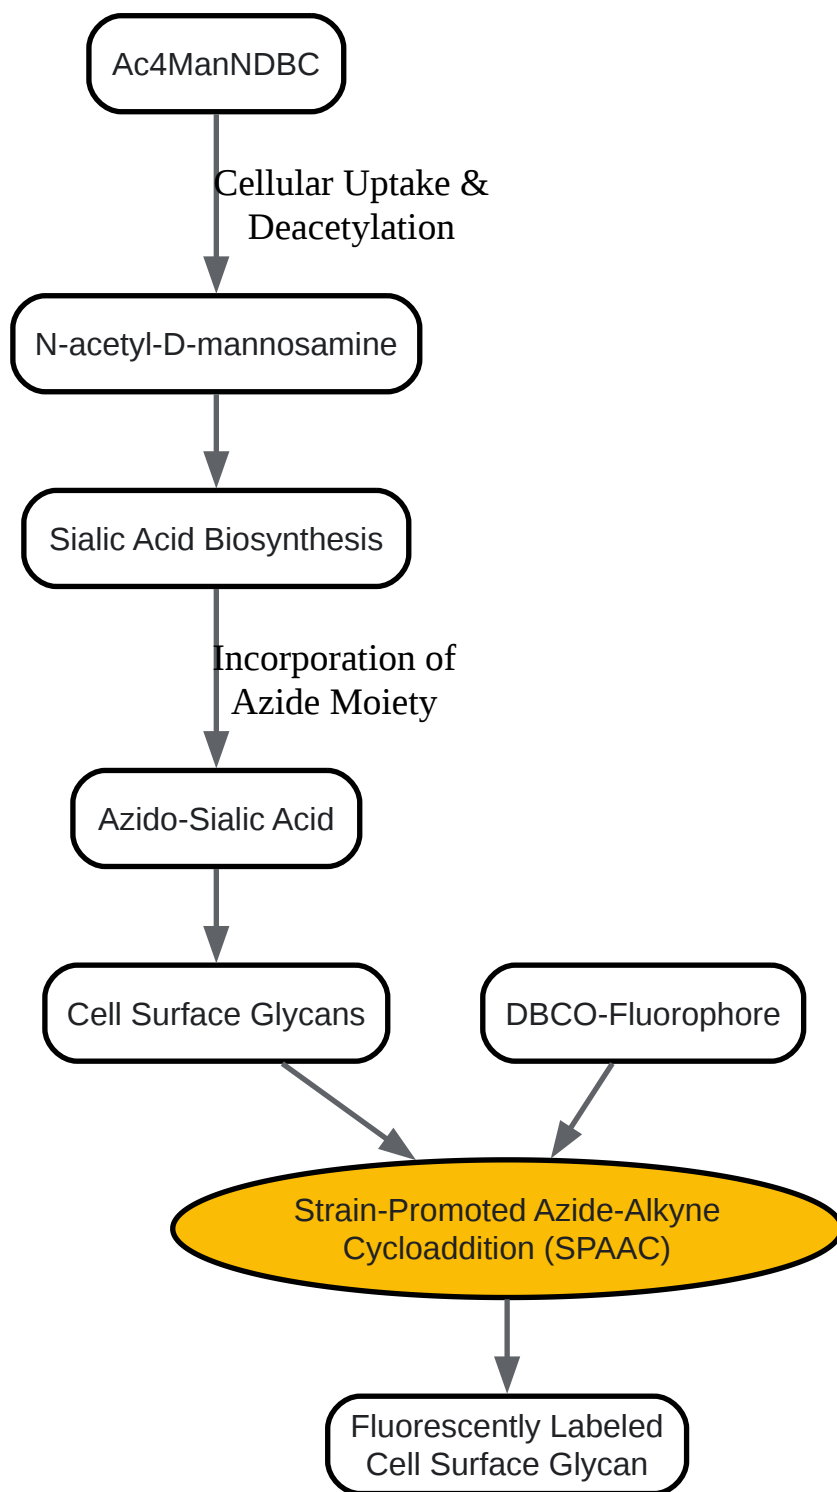 Ac4ManNDBC
Cellular Uptake &
Deacetylation
N-acetyl-D-mannosamine
Sialic Acid Biosynthesis
Incorporation of
Azide Moiety
Azido-Sialic Acid
Cell Surface Glycans
DBCO-Fluorophore
Strain-Promoted Azide-Alkyne
Cycloaddition (SPAAC)
Fluorescently Labeled
Cell Surface Glycan